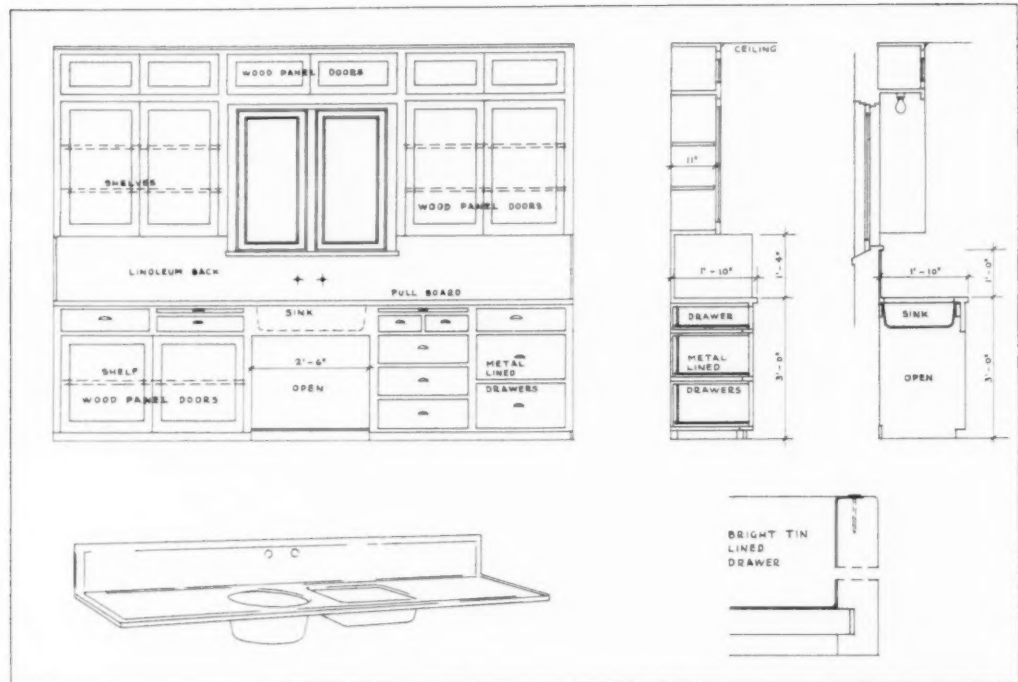 WOOD PANEL DOORS
SHELVES
WOOD PANEL DOORS
LINOLEUM BACK
PULL BOARD
SINK
2'-6"
SHELF
OPEN
METAL
LINED
WOOD PANEL DOORS
DRAWERS
CEILING
11"
1'-10"
1'-4"
DRAWER
METAL
LINED
DRAWERS
3'-0"
1'-10"
1'-0"
SINK
OPEN
3'-0"
BRIGHT TIN
LINED
DRAWER